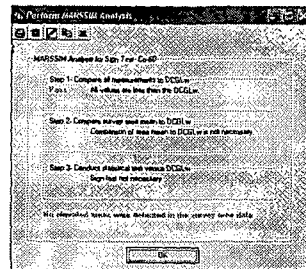 Perform MARSSIM Analysis
MARSSIM Analysis for Sign Test-Co-60
Step 1- Compare all measurements to DCGLw
Pass All values are less than the DCGLw
Step 2- Compare survey area mean to DCGLw
Comparison of area mean to DCGLw is not necessary
Step 3- Conduct statistical test versus DCGLw
Sign test not necessary
No elevated areas were detected in the survey unit data
OK